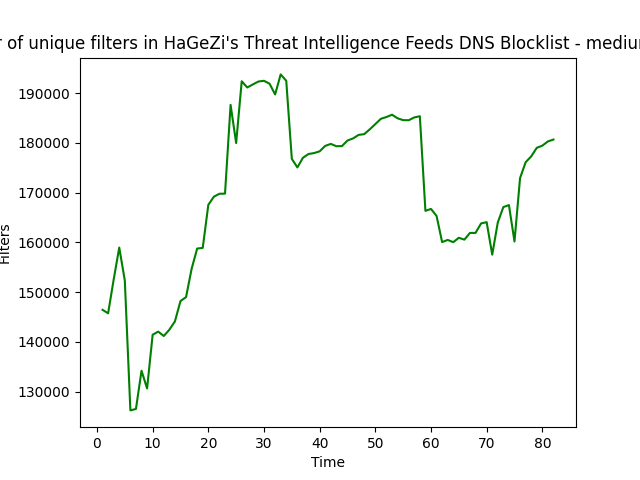 r of unique filters in HaGeZi's Threat Intelligence Feeds DNS Blocklist - mediu
190000
180000
170000
160000
150000
140000
130000
Filters
0 10 20 30 40 50 60 70 80
Time